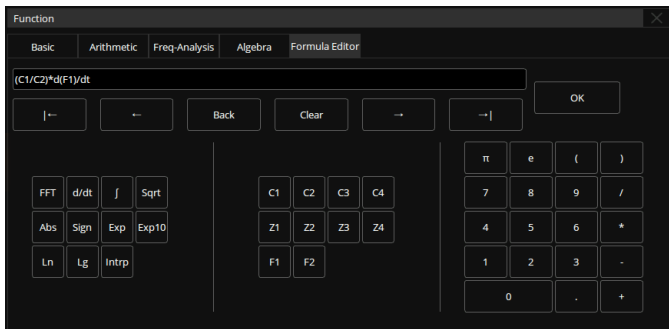 Function
Basic Arithmetic Freq-Analysis Algebra Formula Editor
(C1/C2)*d(F1)/dt
OK
|← ← Back Clear → →|
FFT d/dt ∫ Sqrt
Abs Sign Exp Exp10
Ln Lg Intrp
C1 C2 C3 C4
Z1 Z2 Z3 Z4
F1 F2
π e ( )
7 8 9 /
4 5 6 *
1 2 3 -
0 . +